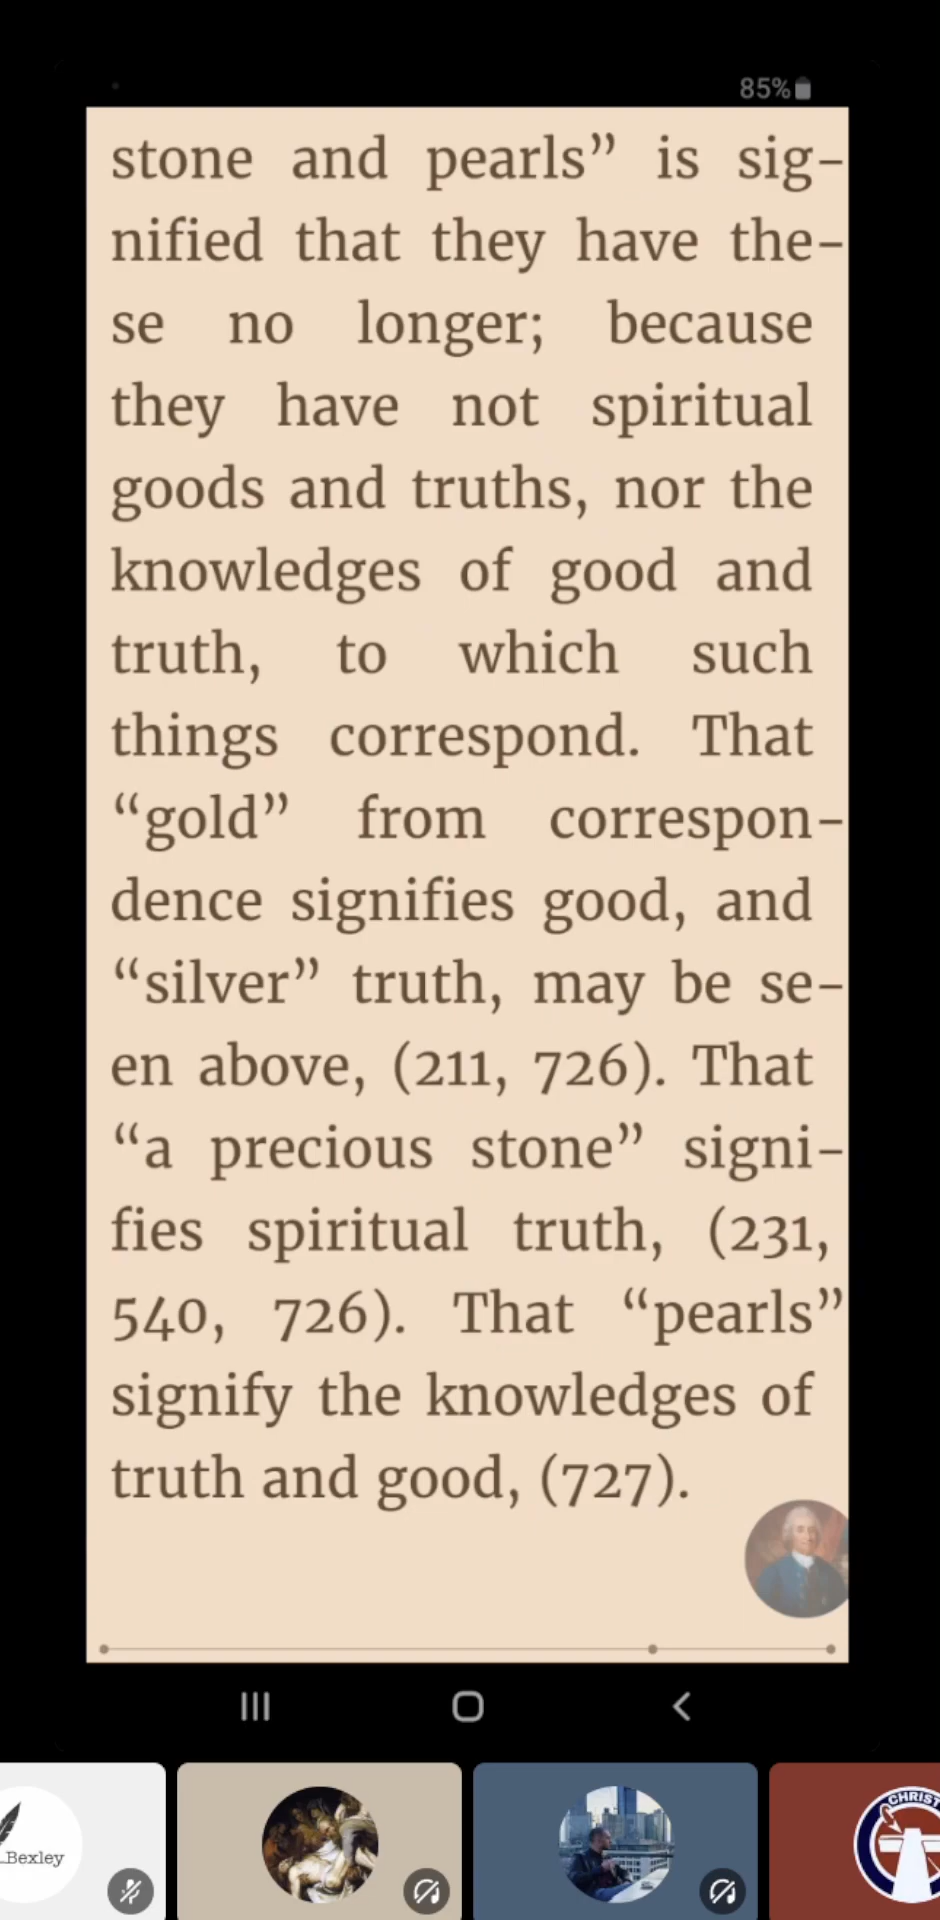 85%
stone and pearls” is sig-
nified that they have the-
se no longer; because
they have not spiritual
goods and truths, nor the
knowledges of good and
truth, to which such
things correspond. That
“gold” from correspon-
dence signifies good, and
“silver” truth, may be se-
en above, (211, 726). That
“a precious stone” signi-
fies spiritual truth, (231,
540, 726). That “pearls”
signify the knowledges of
truth and good, (727).
Bexley
CHRIST